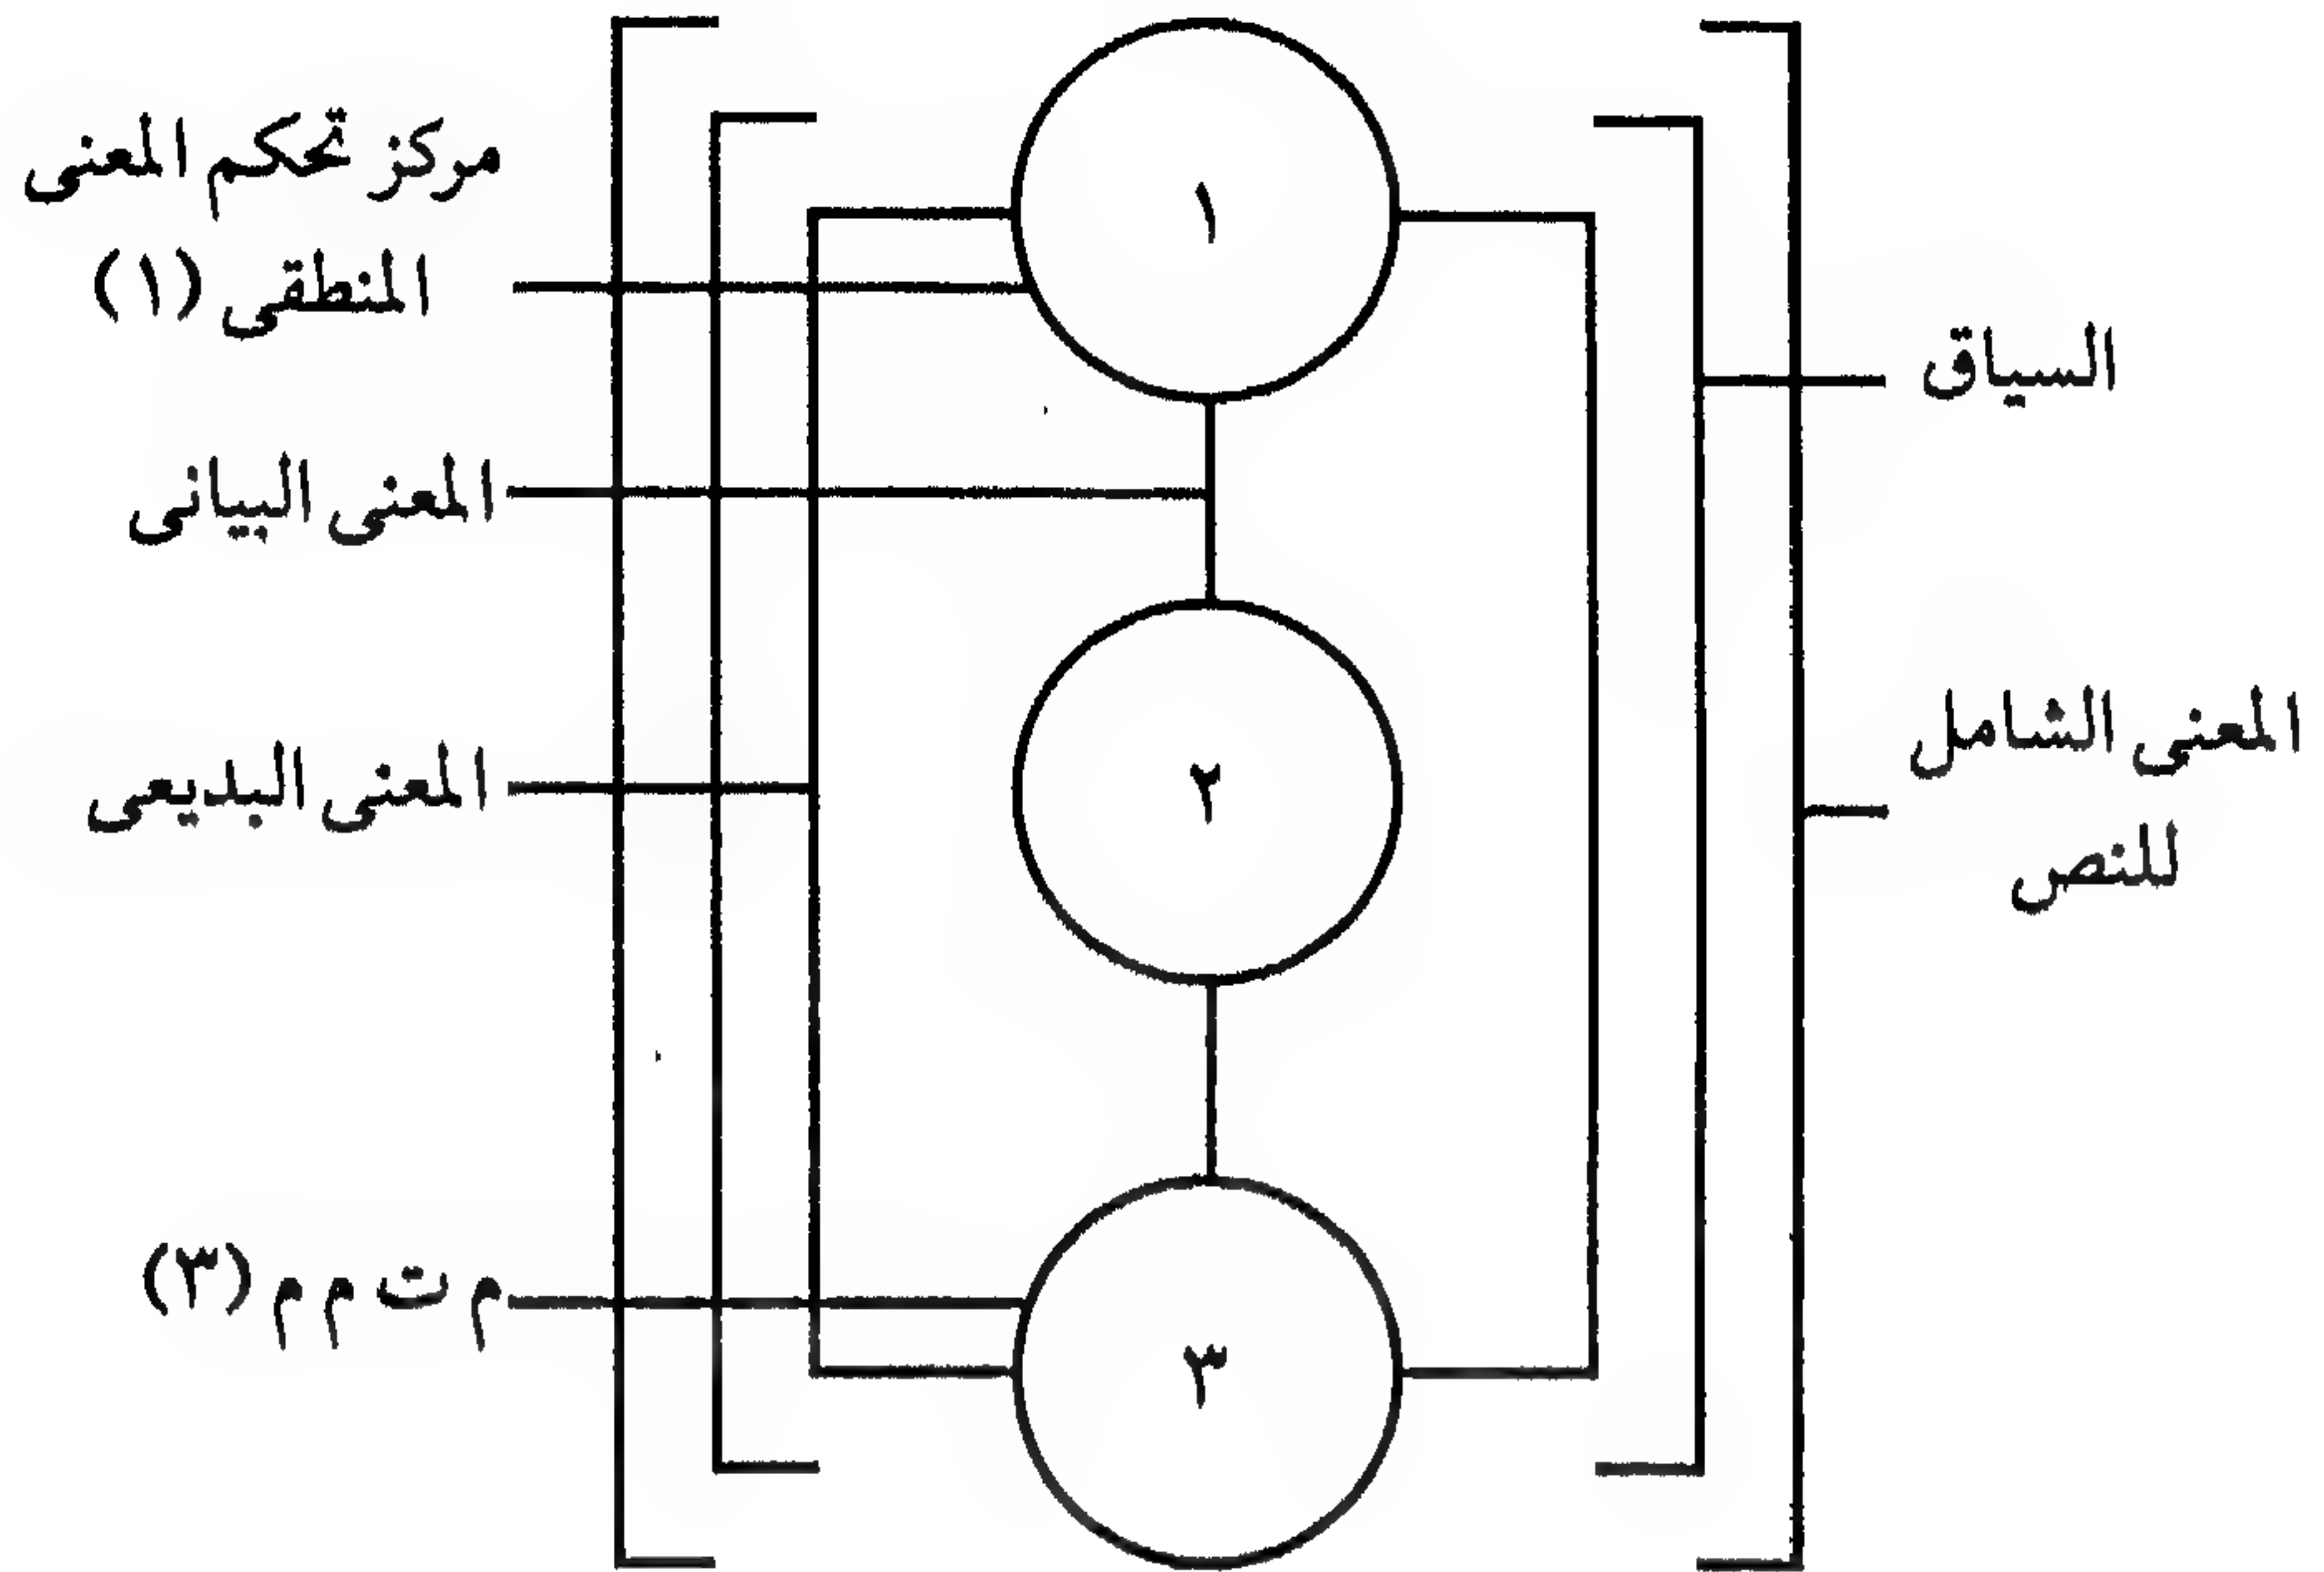 مركز تحكم المعنى
المنطقى (١)
المعنى البيانى
المعنى البديعى
م ت م م (٣)
١
٢
٣
السياق
المعنى الشامل
للنص